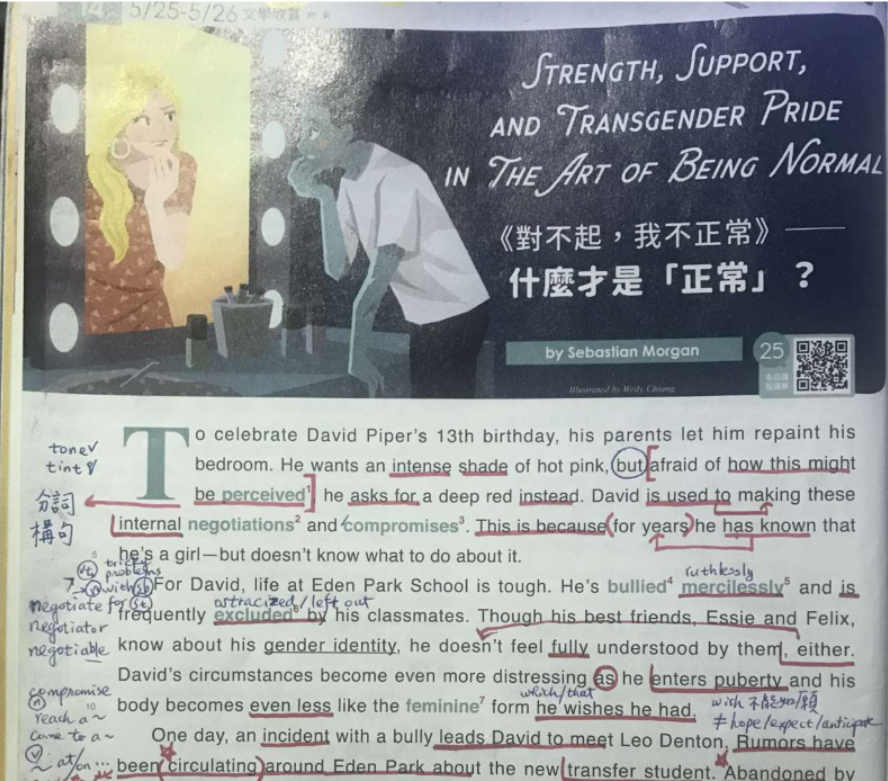 5/25-5/26 文學欣賞 ★★
STRENGTH, SUPPORT,
AND TRANSGENDER PRIDE
IN THE ART OF BEING NORMAL
《對不起，我不正常》——
什麼才是「正常」？
by Sebastian Morgan
25
Illustrated by Weily Chiang
tone
tint
分詞
構句
To celebrate David Piper's 13th birthday, his parents let him repaint his
bedroom. He wants an intense shade of hot pink, but afraid of how this might
be perceived¹ he asks for a deep red instead. David is used to making these
internal negotiations² and compromises³. This is because for years he has known that
5
he's a girl—but doesn't know what to do about it.
vt. tricky
problems
ruthlessly
For David, life at Eden Park School is tough. He's bullied⁴ mercilessly⁵ and is
with sb
negotiate for st
ostracized / left out
frequently excluded⁶ by his classmates. Though his best friends, Essie and Felix,
negotiator
know about his gender identity, he doesn't feel fully understood by them, either.
negotiable
David's circumstances become even more distressing as he enters puberty and his
compromise
which/that
wish 不能如願
10
body becomes even less like the feminine⁷ form he wishes he had.
n
reach a~
≠ hope/expect/anticipate
come to a~
One day, an incident with a bully leads David to meet Leo Denton. Rumors have
v
~ at/on...
been circulating around Eden Park about the new transfer student. Abandoned by